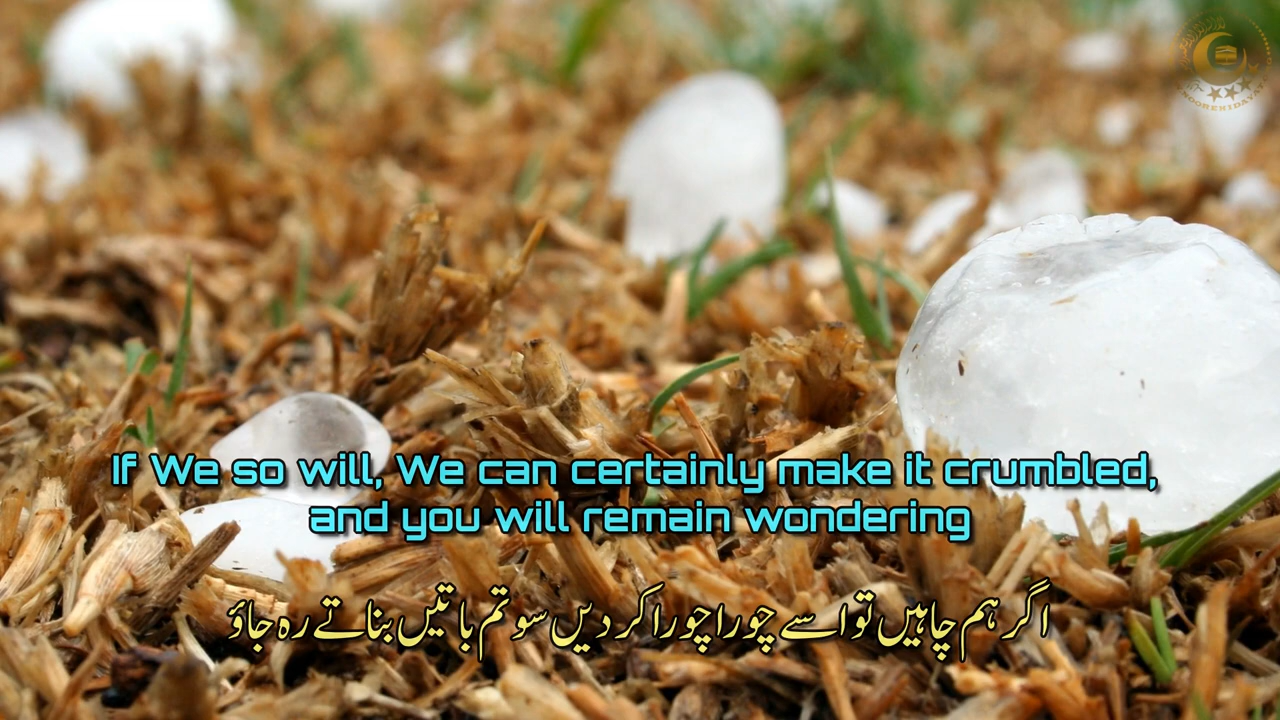 NOOREHIDAYAT
If We so will, We can certainly make it crumbled,
and you will remain wondering
اگر ہم چاہیں تو اسے چورا چورا کر دیں سو تم باتیں بناتے رہ جاؤ